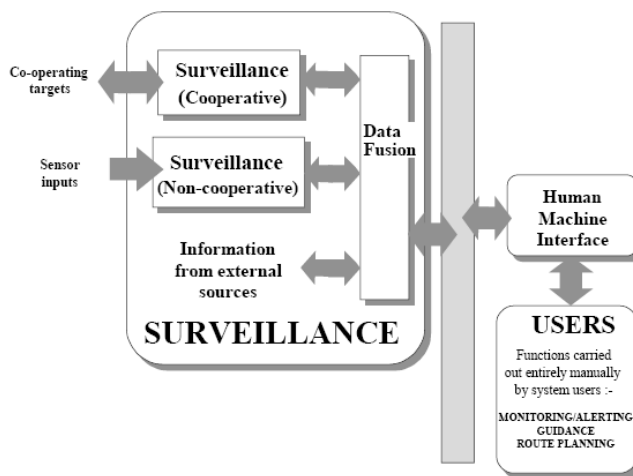 Co-operating
targets
Surveillance
(Cooperative)
Sensor
inputs
Surveillance
(Non-cooperative)
Information
from external
sources
Data
Fusion
SURVEILLANCE
Human
Machine
Interface
USERS
Functions carried
out entirely manually
by system users :-
MONITORING/ALERTING
GUIDANCE
ROUTE PLANNING